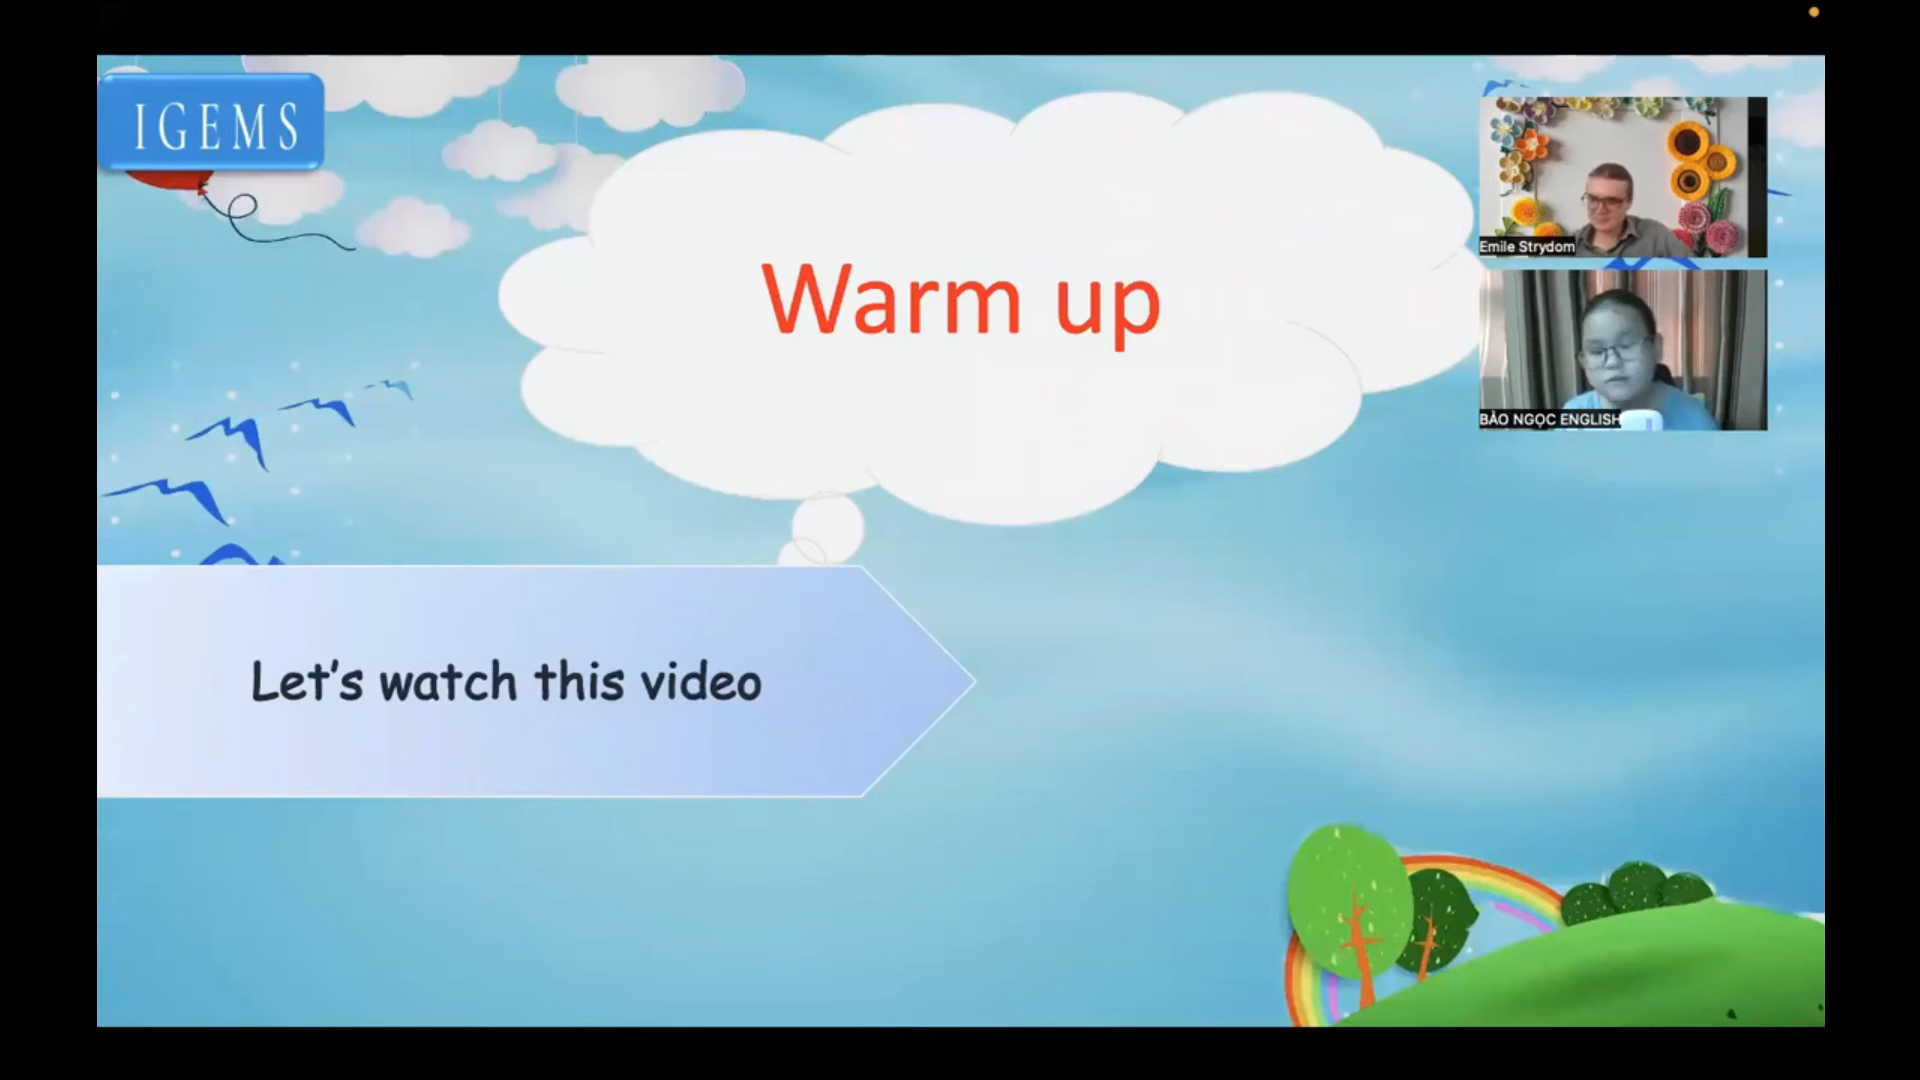 IGEMS
Warm up
Emile Strydom
BẢO NGỌC ENGLISH
Let's watch this video